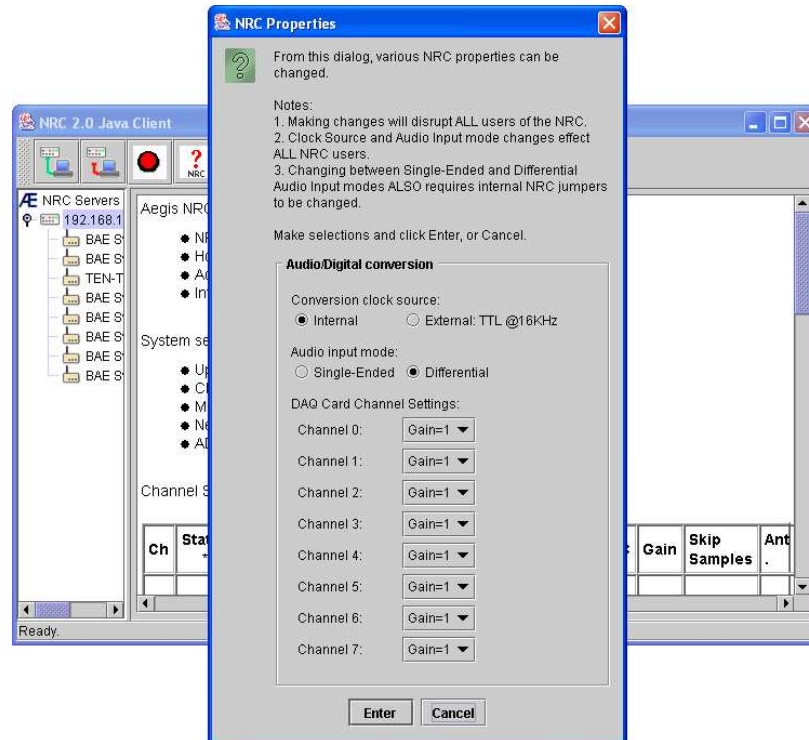 NRC Properties
From this dialog, various NRC properties can be
changed.
Notes:
1. Making changes will disrupt ALL users of the NRC.
2. Clock Source and Audio Input mode changes effect
ALL NRC users.
3. Changing between Single-Ended and Differential
Audio Input modes ALSO requires internal NRC jumpers
to be changed.
Make selections and click Enter, or Cancel.
Audio/Digital conversion
Conversion clock source:
Internal External: TTL @16KHz
Audio input mode:
Single-Ended Differential
DAQ Card Channel Settings:
Channel 0: Gain=1
Channel 1: Gain=1
Channel 2: Gain=1
Channel 3: Gain=1
Channel 4: Gain=1
Channel 5: Gain=1
Channel 6: Gain=1
Channel 7: Gain=1
Enter Cancel
NRC 2.0 Java Client
NRC
NRC Servers
192.168.1
BAE S
BAE S
TEN-T
BAE S
BAE S
BAE S
BAE S
BAE S
Aegis NRC
System se
Channel S
Ch Stat Gain Skip Samples Ant.
Ready.